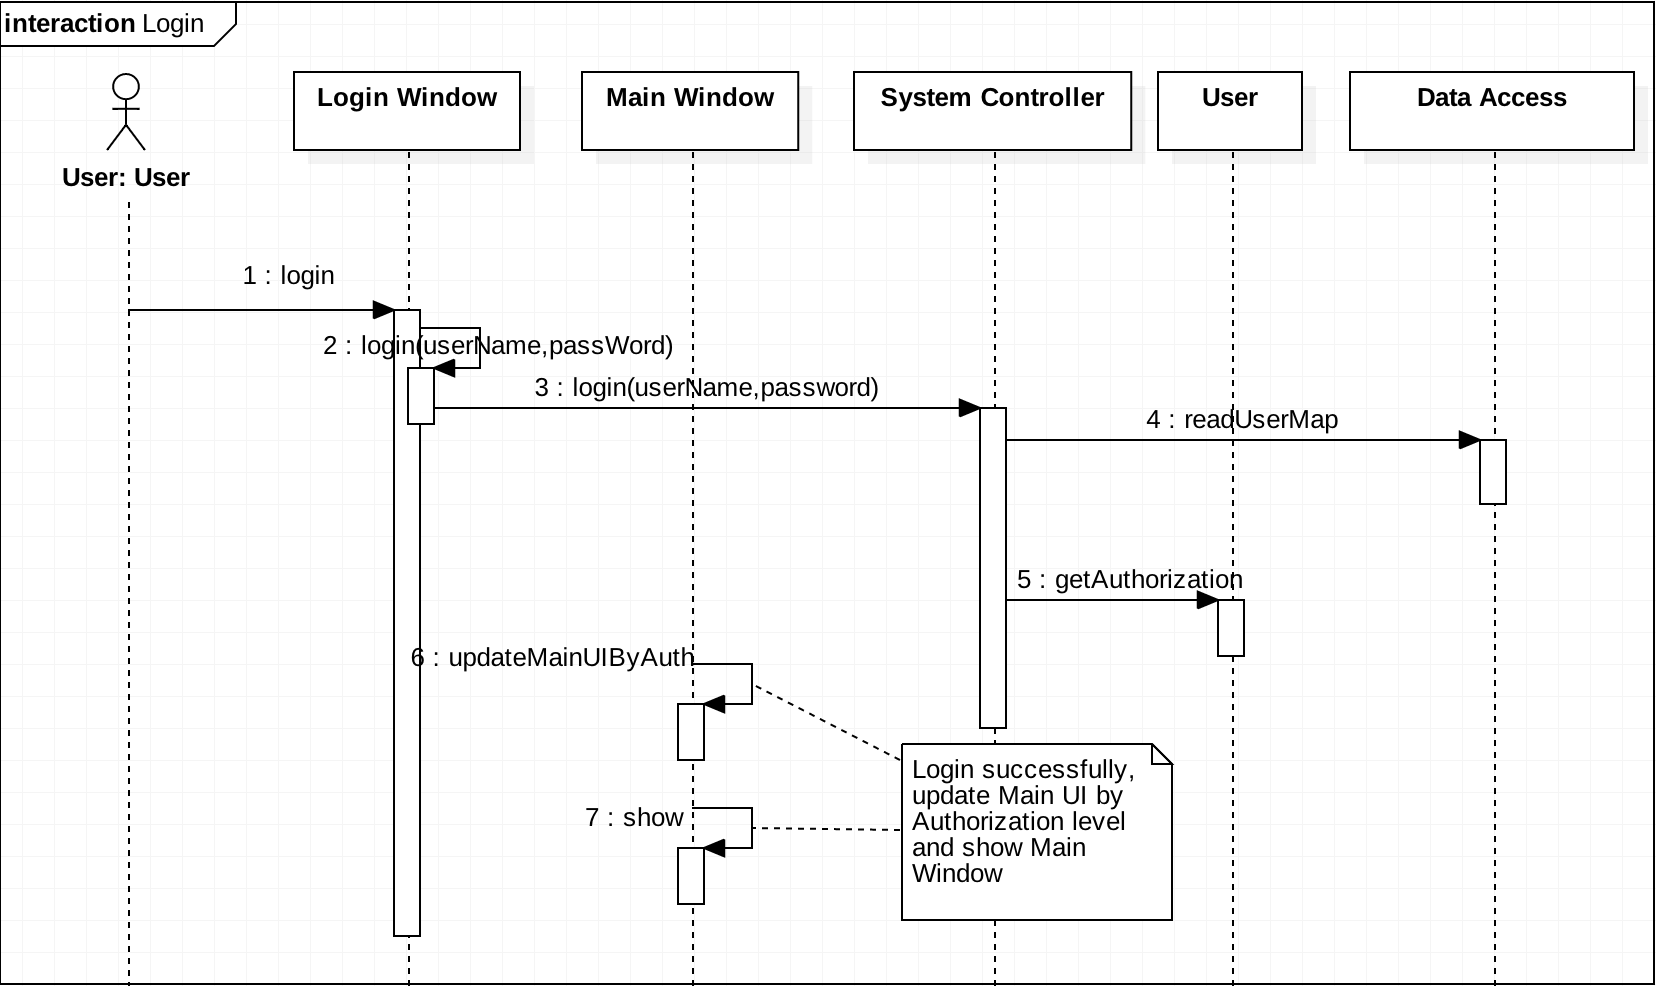 interaction Login
User: User
Login Window
Main Window
System Controller
User
Data Access
1 : login
2 : login(userName,passWord)
3 : login(userName,password)
4 : readUserMap
5 : getAuthorization
6 : updateMainUIByAuth
7 : show
Login successfully,
update Main UI by
Authorization level
and show Main
Window